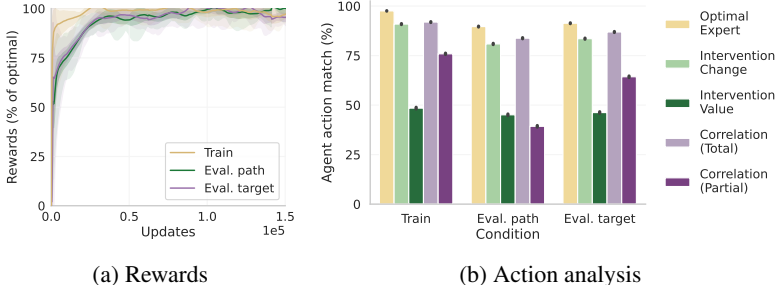 Rewards (% of optimal)
100
75
50
25
0
0.0
0.5
1.0
1.5
1e5
Updates
Train
Eval. path
Eval. target
(a) Rewards
Agent action match (%)
100
75
50
25
0
Train
Eval. path
Eval. target
Condition
Optimal
Expert
Intervention
Change
Intervention
Value
Correlation
(Total)
Correlation
(Partial)
(b) Action analysis